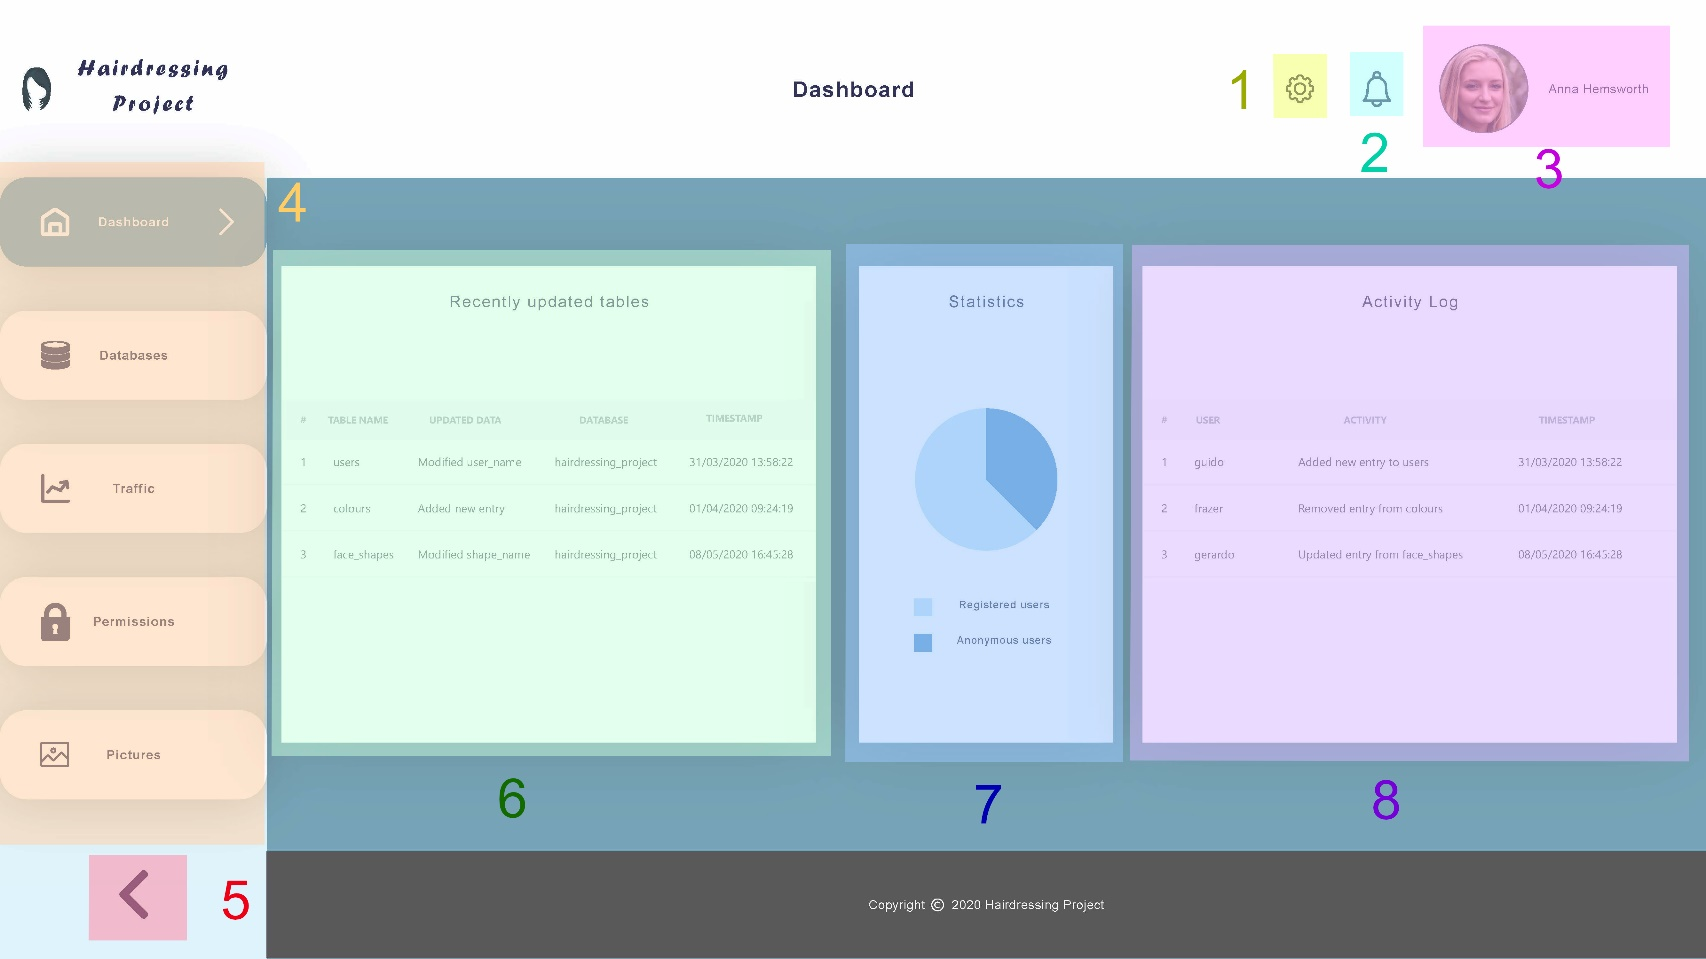 Hairdressing
Project
Dashboard
1
2
Anna Hemsworth
3
4
Dashboard
Databases
Traffic
Permissions
Pictures
5
Recently updated tables
# TABLE NAME UPDATED DATA DATABASE TIMESTAMP
1 users Modified user_name hairdressing_project 31/03/2020 13:58:22
2 colours Added new entry hairdressing_project 01/04/2020 09:24:19
3 face_shapes Modified shape_name hairdressing_project 08/05/2020 16:45:28
6
Statistics
Registered users
Anonymous users
7
Activity Log
# USER ACTIVITY TIMESTAMP
1 guido Added new entry to users 31/03/2020 13:58:22
2 frazer Removed entry from colours 01/04/2020 09:24:19
3 gerardo Updated entry from face_shapes 08/05/2020 16:45:28
8
Copyright © 2020 Hairdressing Project